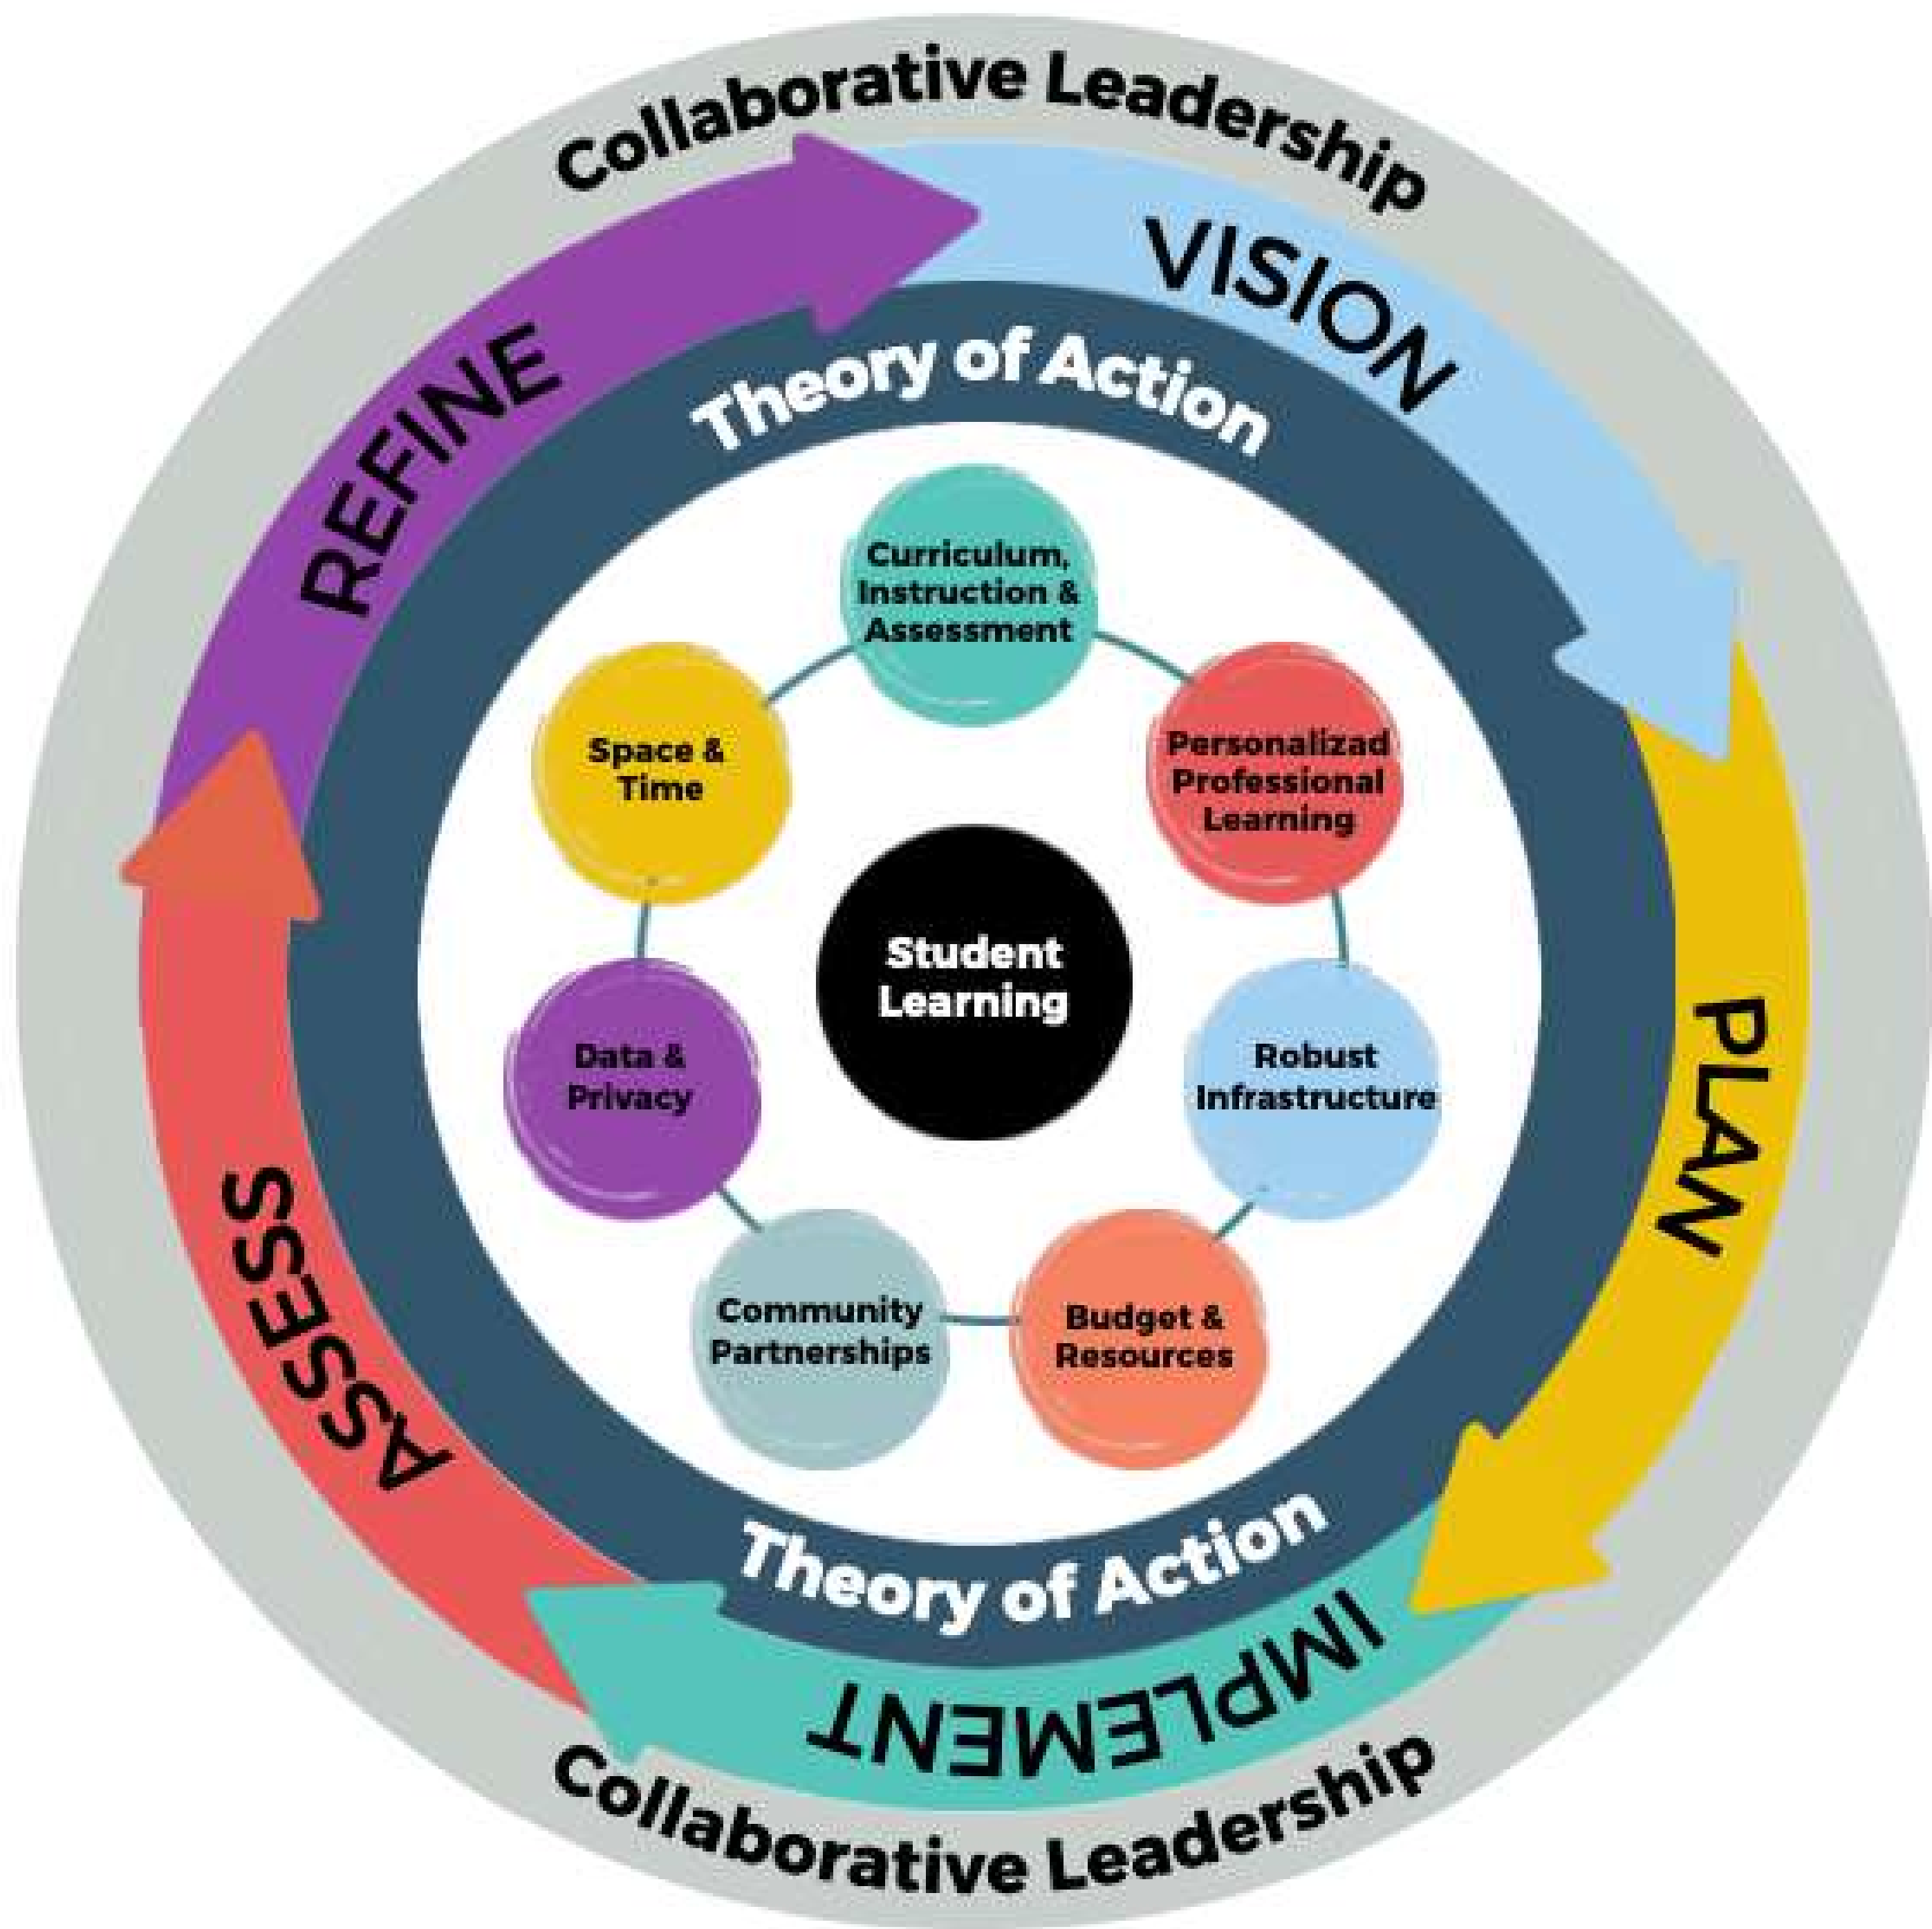 Collaborative Leadership
VISION
PLAN
IMPLEMENT
ASSESS
REFINE
Theory of Action
Curriculum,
Instruction &
Assessment
Personalizad
Professional
Learning
Robust
Infrastructure
Budget &
Resources
Community
Partnerships
Data &
Privacy
Space &
Time
Student
Learning
Theory of Action
Collaborative Leadership